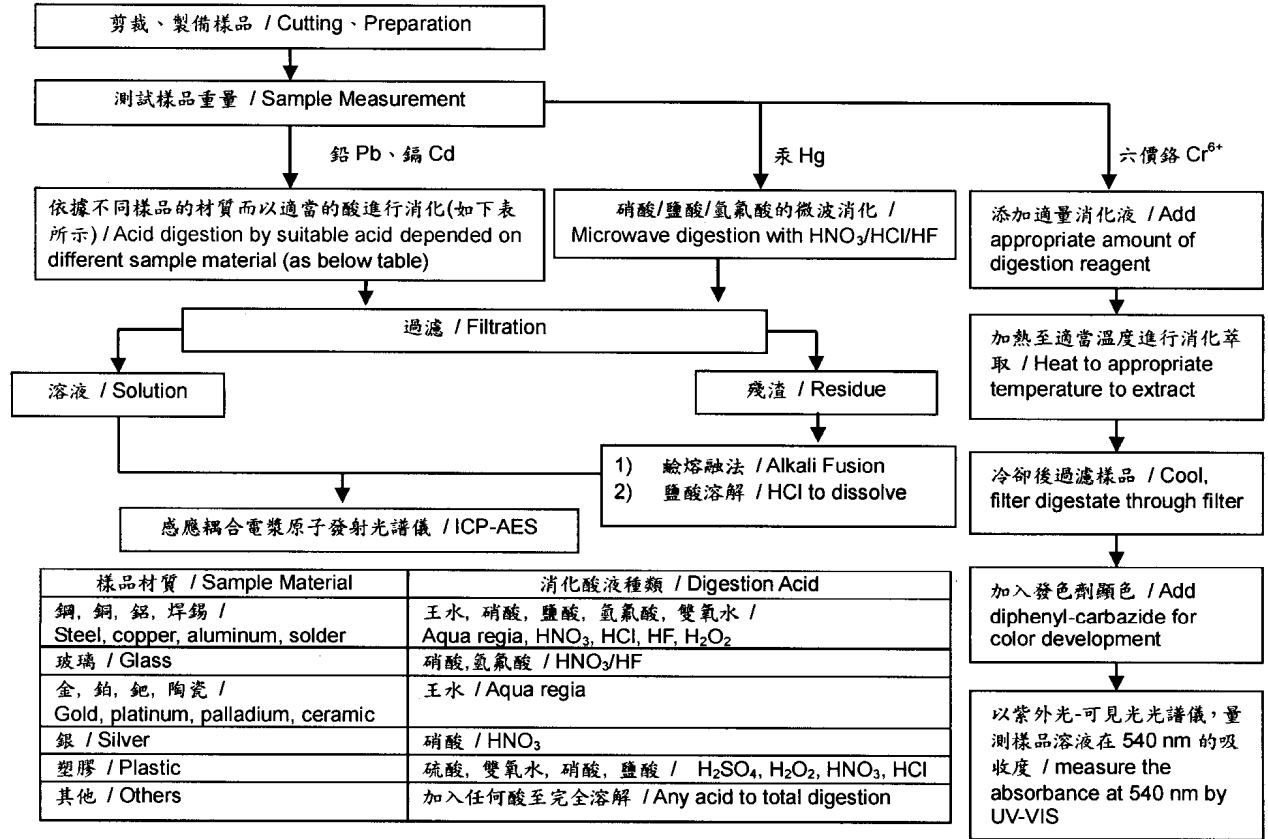 剪裁、製備樣品 / Cutting、Preparation
測試樣品重量 / Sample Measurement
鉛 Pb、鎘 Cd
汞 Hg
六價鉻 Cr⁶⁺
依據不同樣品的材質而以適當的酸進行消化(如下表
所示) / Acid digestion by suitable acid depended on
different sample material (as below table)
硝酸/鹽酸/氫氟酸的微波消化 /
Microwave digestion with HNO₃/HCl/HF
添加適量消化液 / Add
appropriate amount of
digestion reagent
過濾 / Filtration
加熱至適當溫度進行消化萃
取 / Heat to appropriate
temperature to extract
溶液 / Solution
殘渣 / Residue
1) 鹼熔融法 / Alkali Fusion
2) 鹽酸溶解 / HCl to dissolve
冷卻後過濾樣品 / Cool,
filter digestate through filter
感應耦合電漿原子發射光譜儀 / ICP-AES
加入發色劑顯色 / Add
diphenyl-carbazide for
color development
以紫外光-可見光光譜儀，量
測樣品溶液在 540 nm 的吸
收度 / measure the
absorbance at 540 nm by
UV-VIS
樣品材質 / Sample Material
消化酸液種類 / Digestion Acid
鋼, 銅, 鋁, 焊錫 /
Steel, copper, aluminum, solder
王水, 硝酸, 鹽酸, 氫氟酸, 雙氧水 /
Aqua regia, HNO₃, HCl, HF, H₂O₂
玻璃 / Glass
硝酸,氫氟酸 / HNO₃/HF
金, 鉑, 鈀, 陶瓷 /
Gold, platinum, palladium, ceramic
王水 / Aqua regia
銀 / Silver
硝酸 / HNO₃
塑膠 / Plastic
硫酸, 雙氧水, 硝酸, 鹽酸 / H₂SO₄, H₂O₂, HNO₃, HCl
其他 / Others
加入任何酸至完全溶解 / Any acid to total digestion